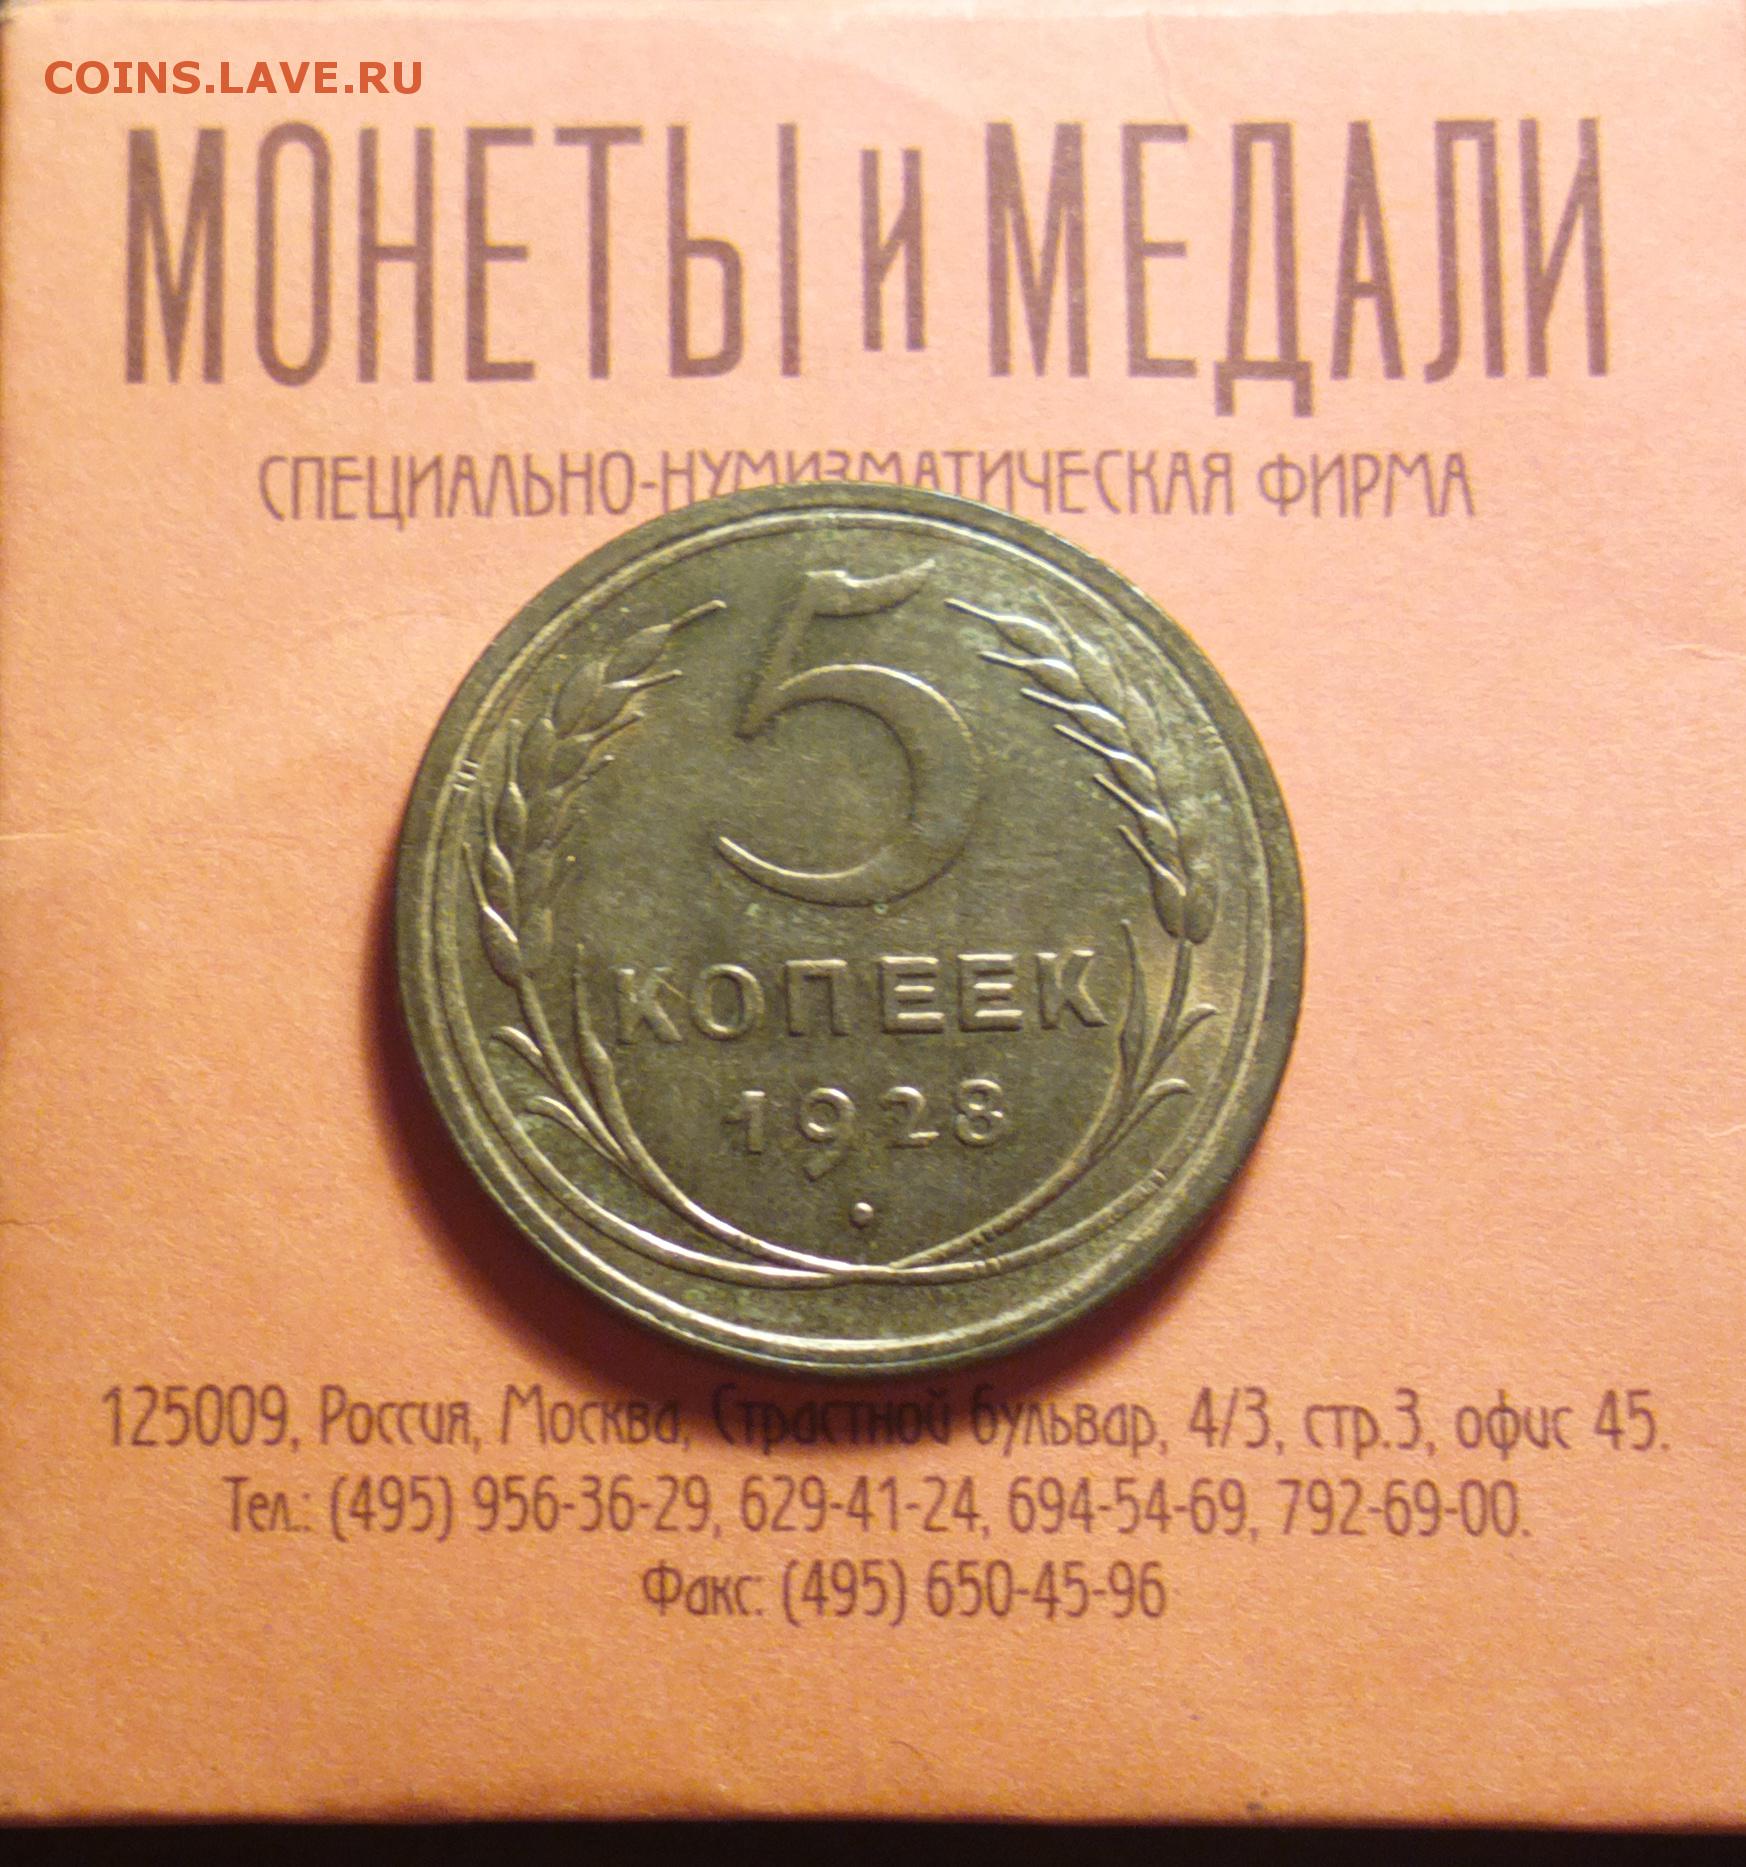 COINS.LAVE.RU
МОНЕТЫ И МЕДАЛИ
СПЕЦИАЛЬНО-НУМИЗМАТИЧЕСКАЯ ФИРМА
5
КОПЕЕК
1928
125009, Россия, Москва, Страстной бульвар, 4/3, стр.3, офис 45.
Тел.: (495) 956-36-29, 629-41-24, 694-54-69, 792-69-00.
Факс: (495) 650-45-96